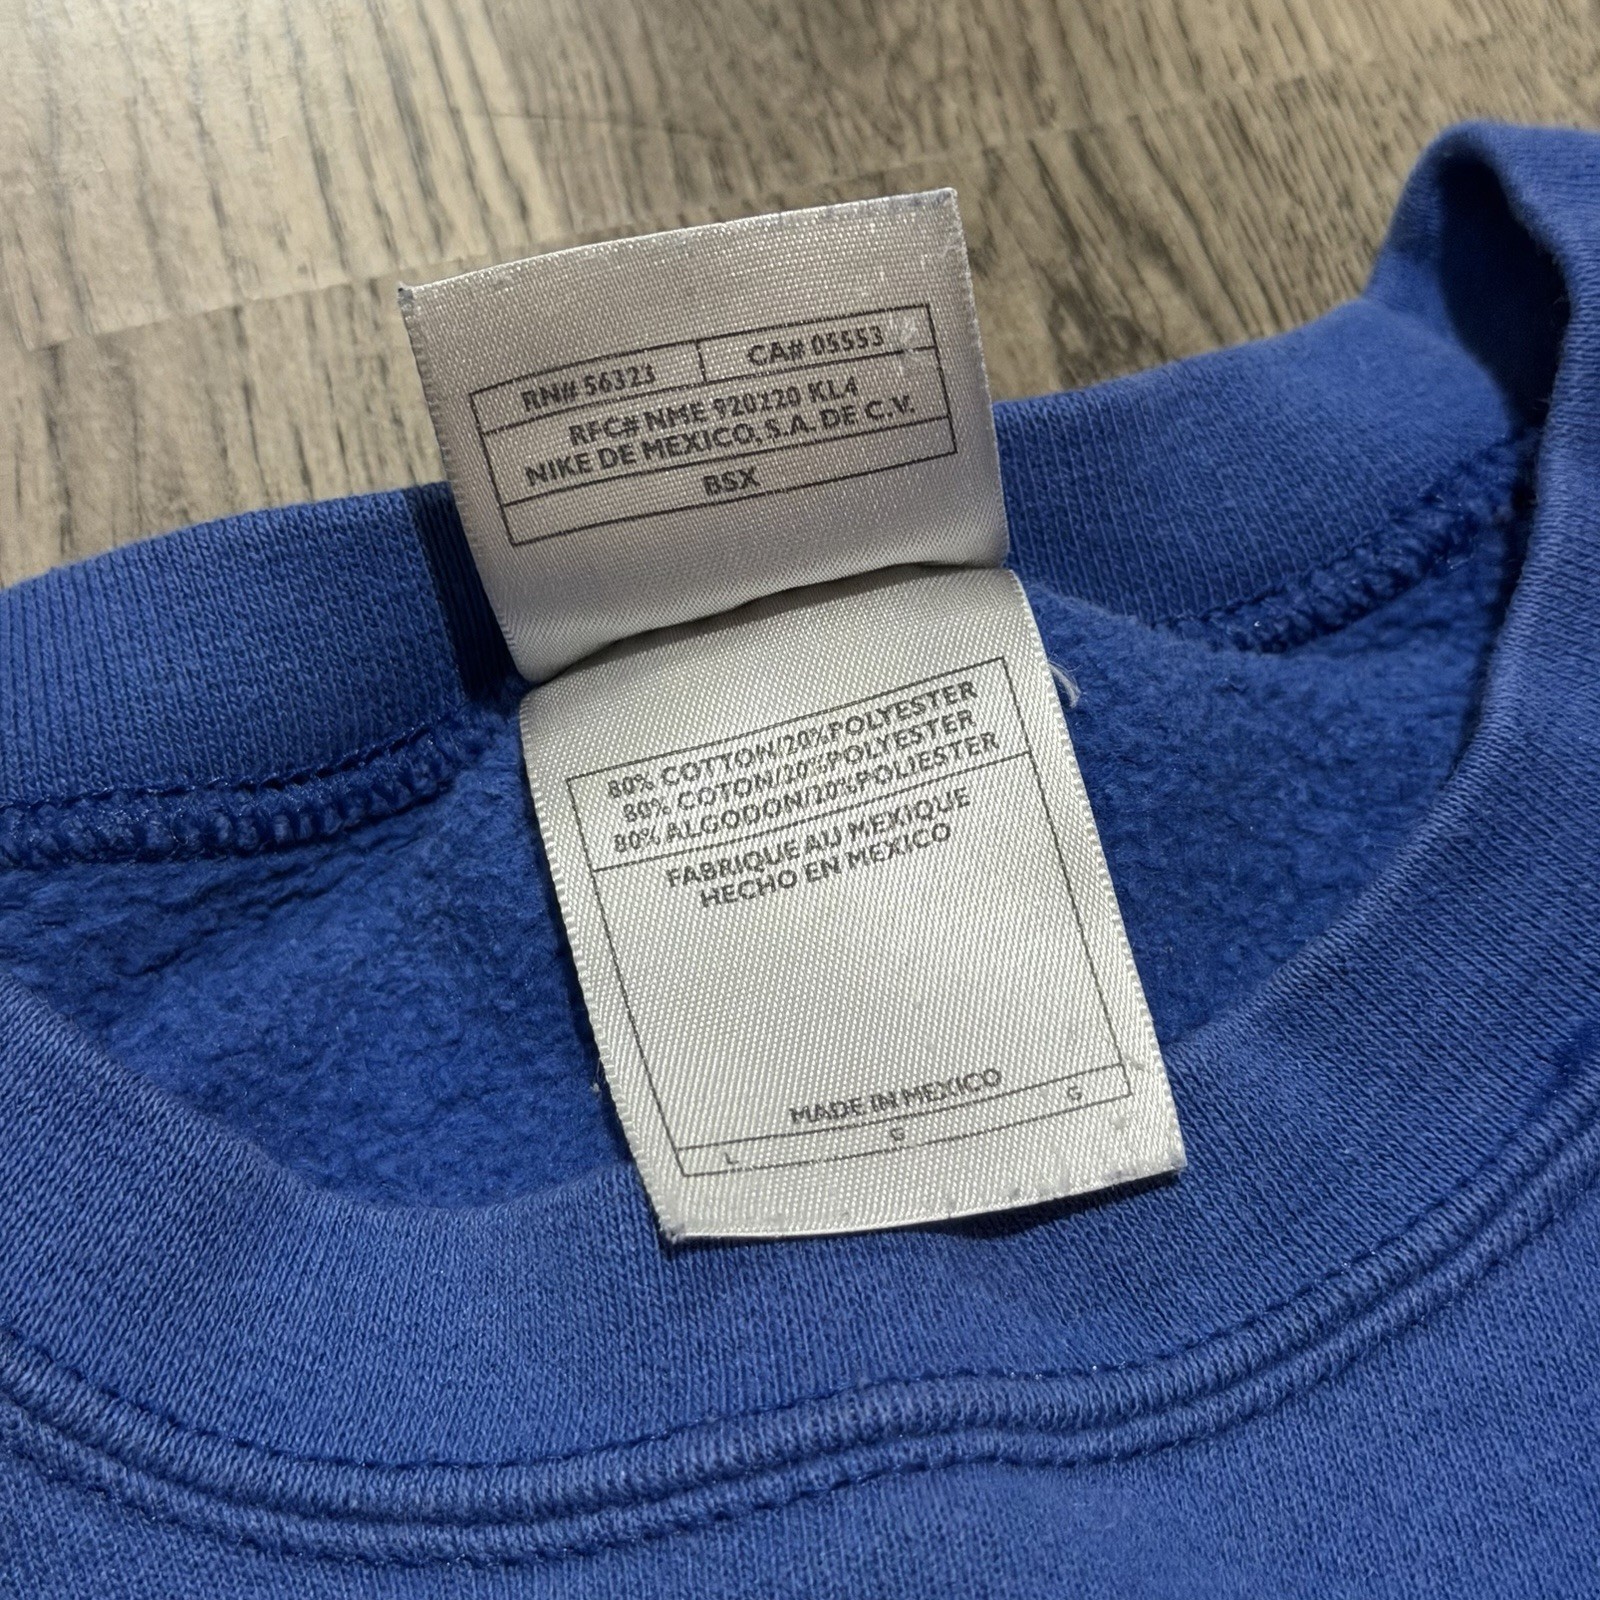 RN# 56323 CA# 05553
RFC# NME 920220 KL4
NIKE DE MEXICO, S.A. DE C.V.
BSX
80% COTTON/20%POLYESTER
80% COTON/20%POLYESTER
80% ALGODON/20%POLIESTER
FABRIQUE AU MEXIQUE
HECHO EN MEXICO
MADE IN MEXICO
L G G